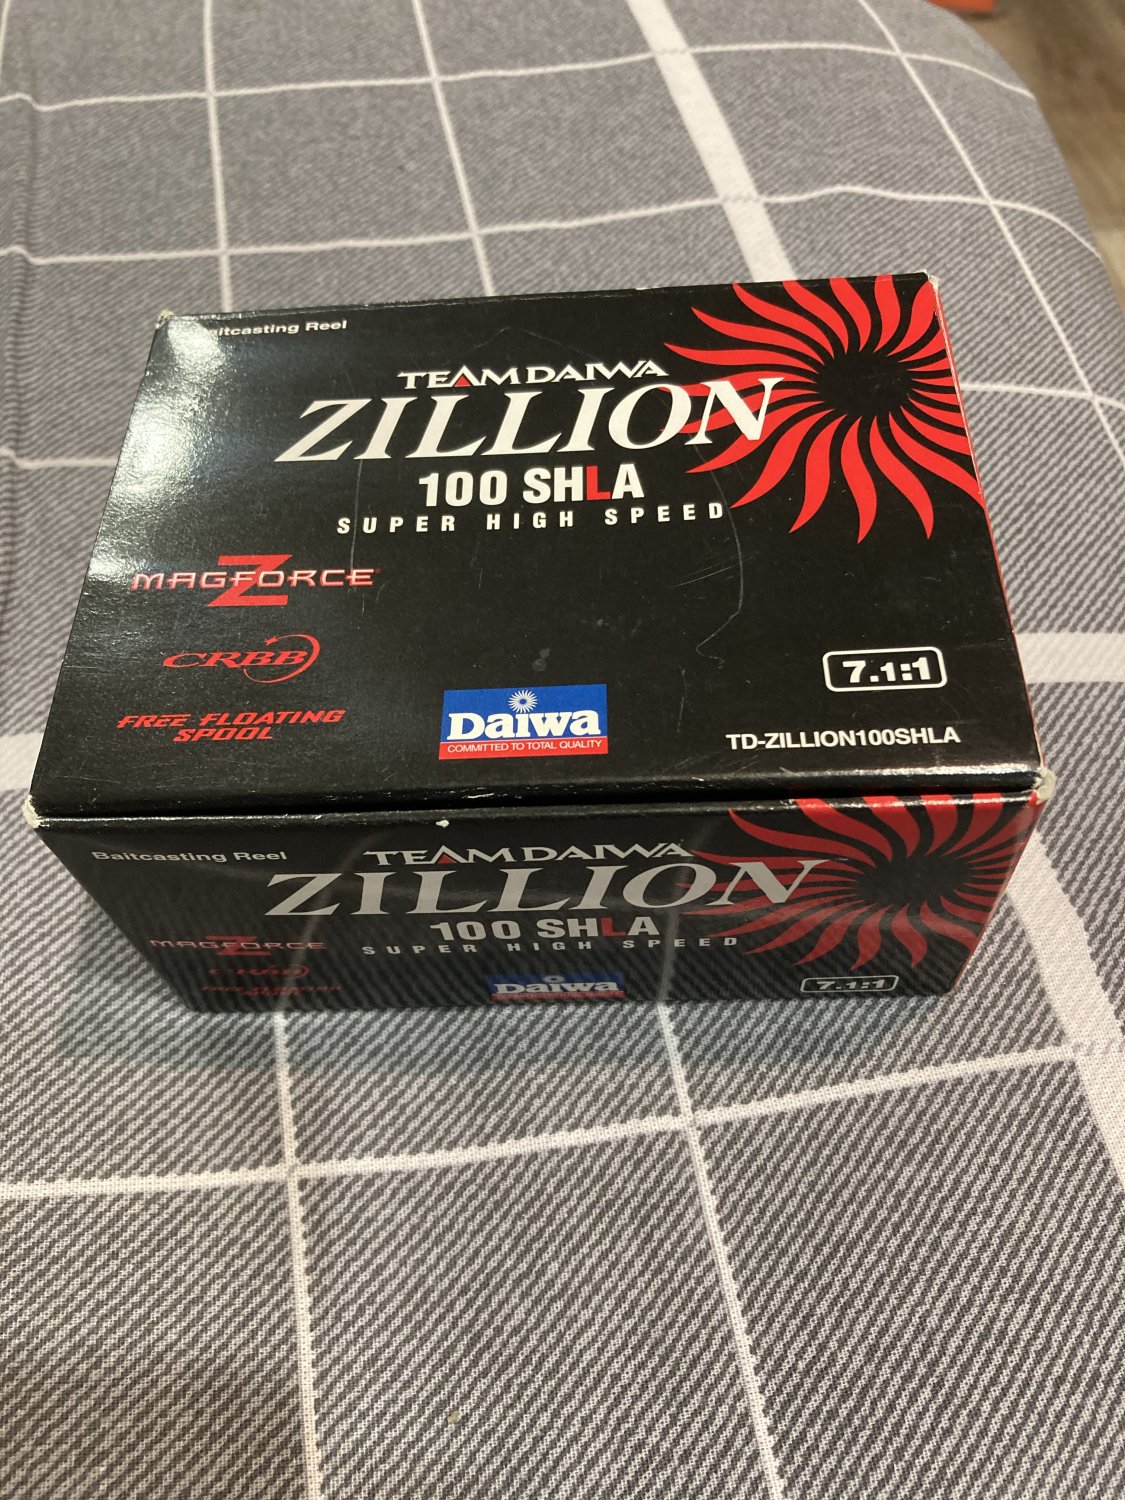 Baitcasting Reel
TEAM DAIWA
ZILLION
100 SHLA
SUPER HIGH SPEED
MAGFORCE Z
CRBB
FREE FLOATING
SPOOL
Daiwa
COMMITTED TO TOTAL QUALITY
7.1:1
TD-ZILLION100SHLA
Baitcasting Reel
TEAM DAIWA
ZILLION
100 SHLA
SUPER HIGH SPEED
MAGFORCE Z
CRBB
Daiwa
7.1:1